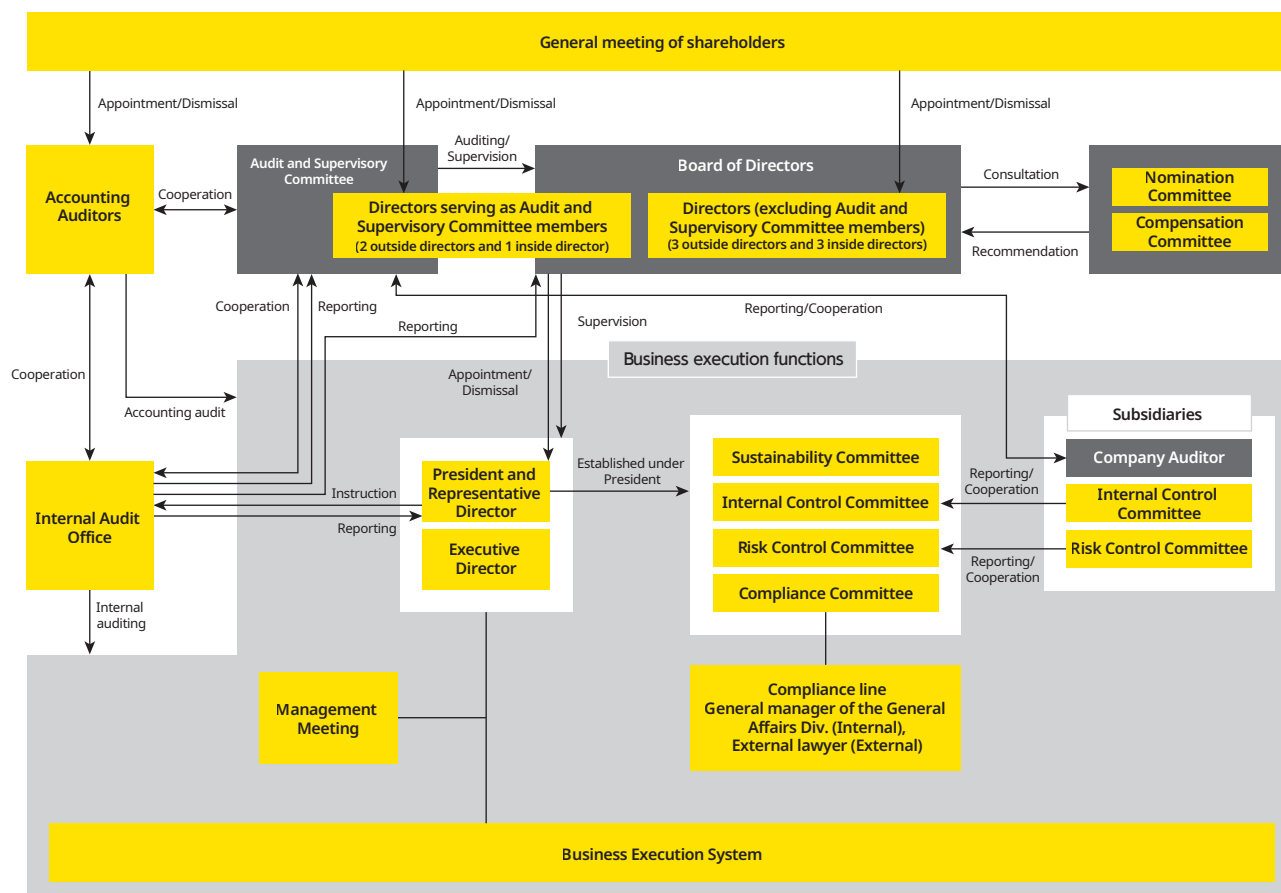 General meeting of shareholders
Appointment/Dismissal
Appointment/Dismissal
Appointment/Dismissal
Accounting
Auditors
Cooperation
Audit and Supervisory
Committee
Auditing/
Supervision
Board of Directors
Directors serving as Audit and
Supervisory Committee members
(2 outside directors and 1 inside director)
Directors (excluding Audit and
Supervisory Committee members)
(3 outside directors and 3 inside directors)
Consultation
Recommendation
Nomination
Committee
Compensation
Committee
Cooperation
Reporting
Reporting
Supervision
Reporting/Cooperation
Business execution functions
Cooperation
Accounting audit
Appointment/
Dismissal
Internal Audit
Office
Instruction
Reporting
President and
Representative
Director
Executive
Director
Established under
President
Sustainability Committee
Internal Control Committee
Risk Control Committee
Compliance Committee
Subsidiaries
Company Auditor
Internal Control
Committee
Risk Control Committee
Reporting/
Cooperation
Reporting/
Cooperation
Internal
auditing
Management
Meeting
Compliance line
General manager of the General
Affairs Div. (Internal),
External lawyer (External)
Business Execution System